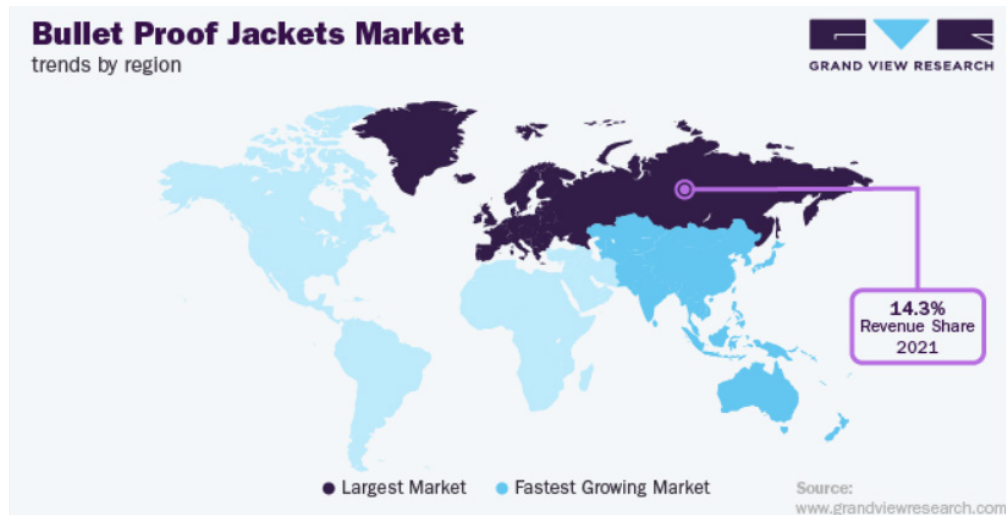 Bullet Proof Jackets Market
trends by region
GRAND VIEW RESEARCH
14.3%
Revenue Share
2021
Largest Market
Fastest Growing Market
Source:
www.grandviewresearch.com